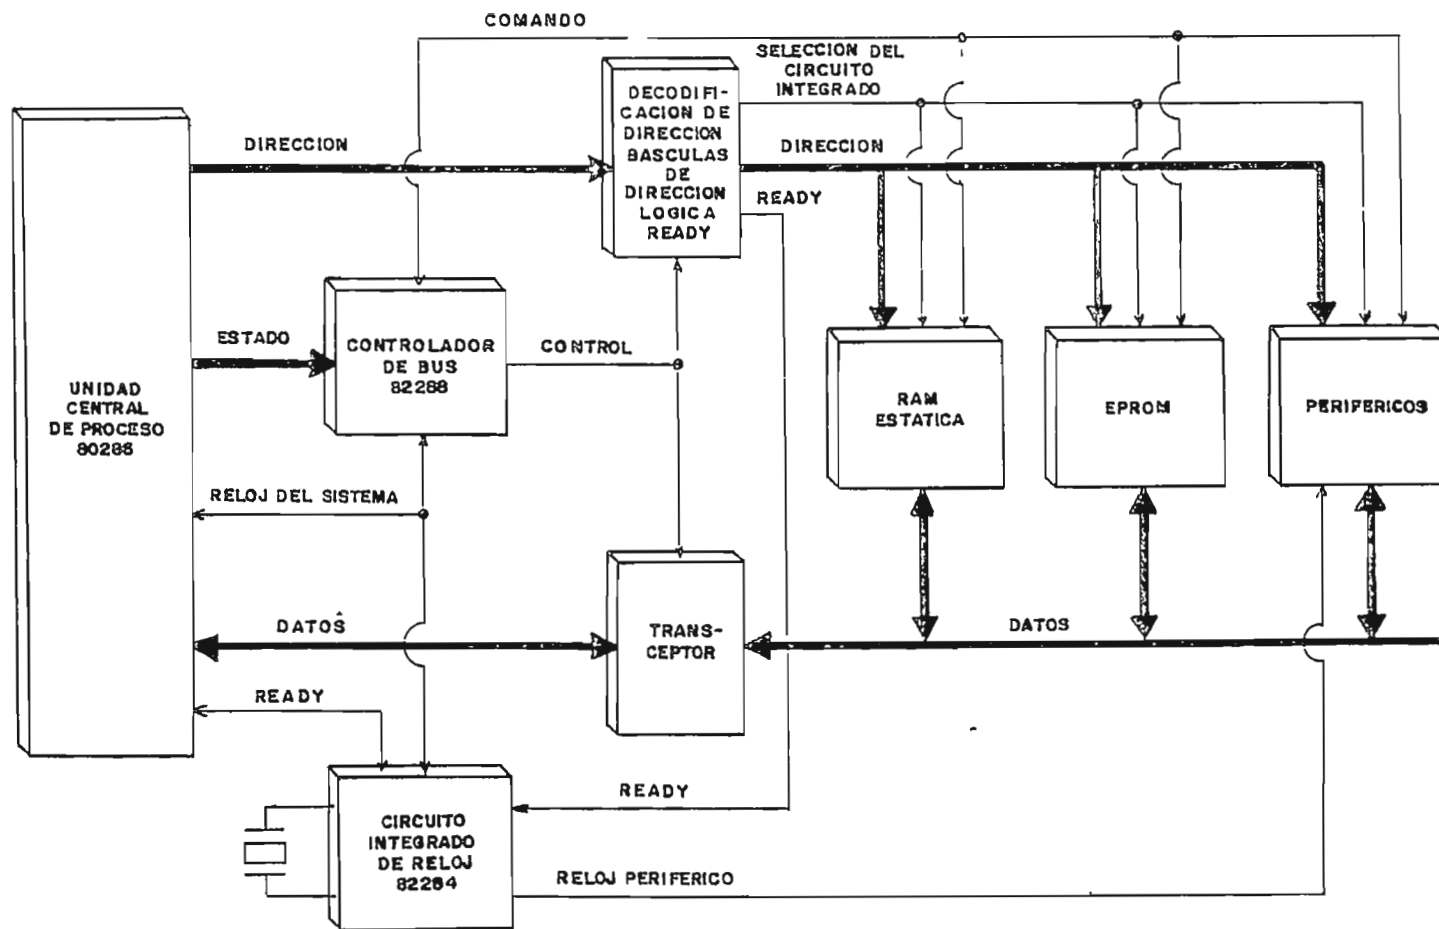 COMANDO
SELECCION DEL
CIRCUITO
INTEGRADO
DECODIFI-
CACION DE
DIRECCION
BASCULAS
DE
DIRECCION
LOGICA
READY
DIRECCION
DIRECCION
READY
ESTADO
CONTROLADOR
DE BUS
82288
CONTROL
UNIDAD
CENTRAL
DE PROCESO
80286
RAM
ESTATICA
EPROM
PERIFERICOS
RELOJ DEL SISTEMA
DATOS
TRANS-
CEPTOR
DATOS
READY
READY
CIRCUITO
INTEGRADO
DE RELOJ
82284
RELOJ PERIFERICO